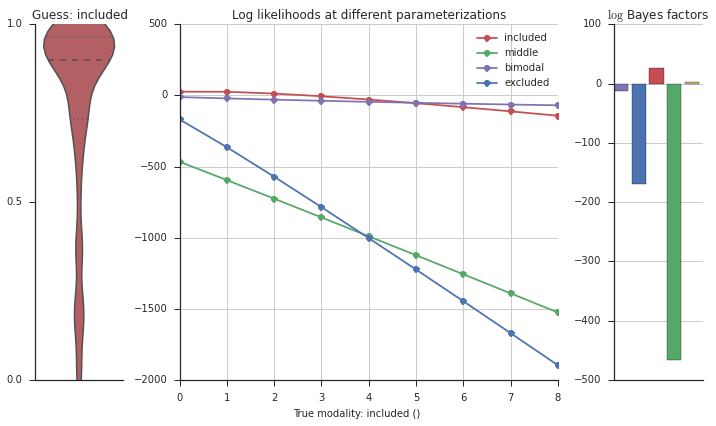 Guess: included
1.0
0.5
0.0
Log likelihoods at different parameterizations
500
0
−500
−1000
−1500
−2000
included
middle
bimodal
excluded
0 1 2 3 4 5 6 7 8
True modality: included ()
log Bayes factors
100
0
−100
−200
−300
−400
−500